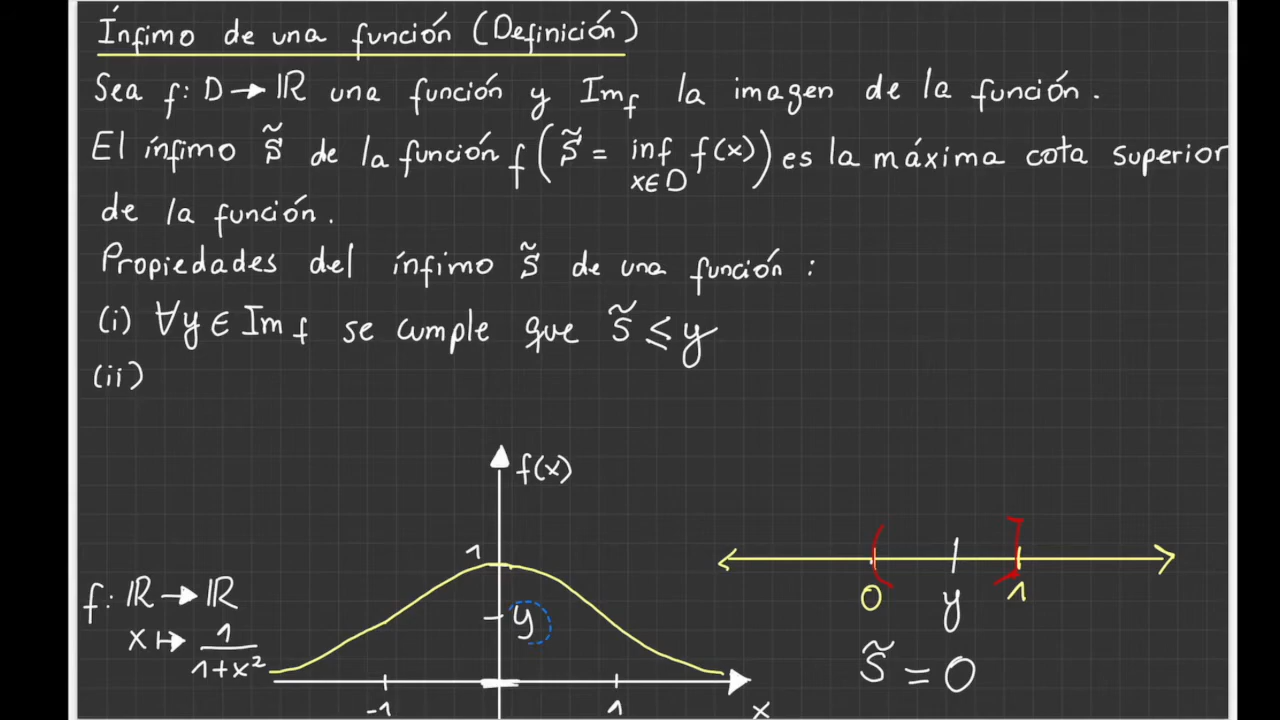 Ínfimo de una función (Definición)
Sea f: D → ℝ una función y Im_f la imagen de la función.
El ínfimo s̃ de la función f (s̃ = inf_{x∈D} f(x)) es la máxima cota superior
de la función.
Propiedades del ínfimo s̃ de una función:
(i) ∀y ∈ Im_f se cumple que s̃ ≤ y
(ii)
f(x)
1
y
f: ℝ → ℝ
x ↦ 1/(1+x²)
-1
1
x
0
y
1
s̃ = 0